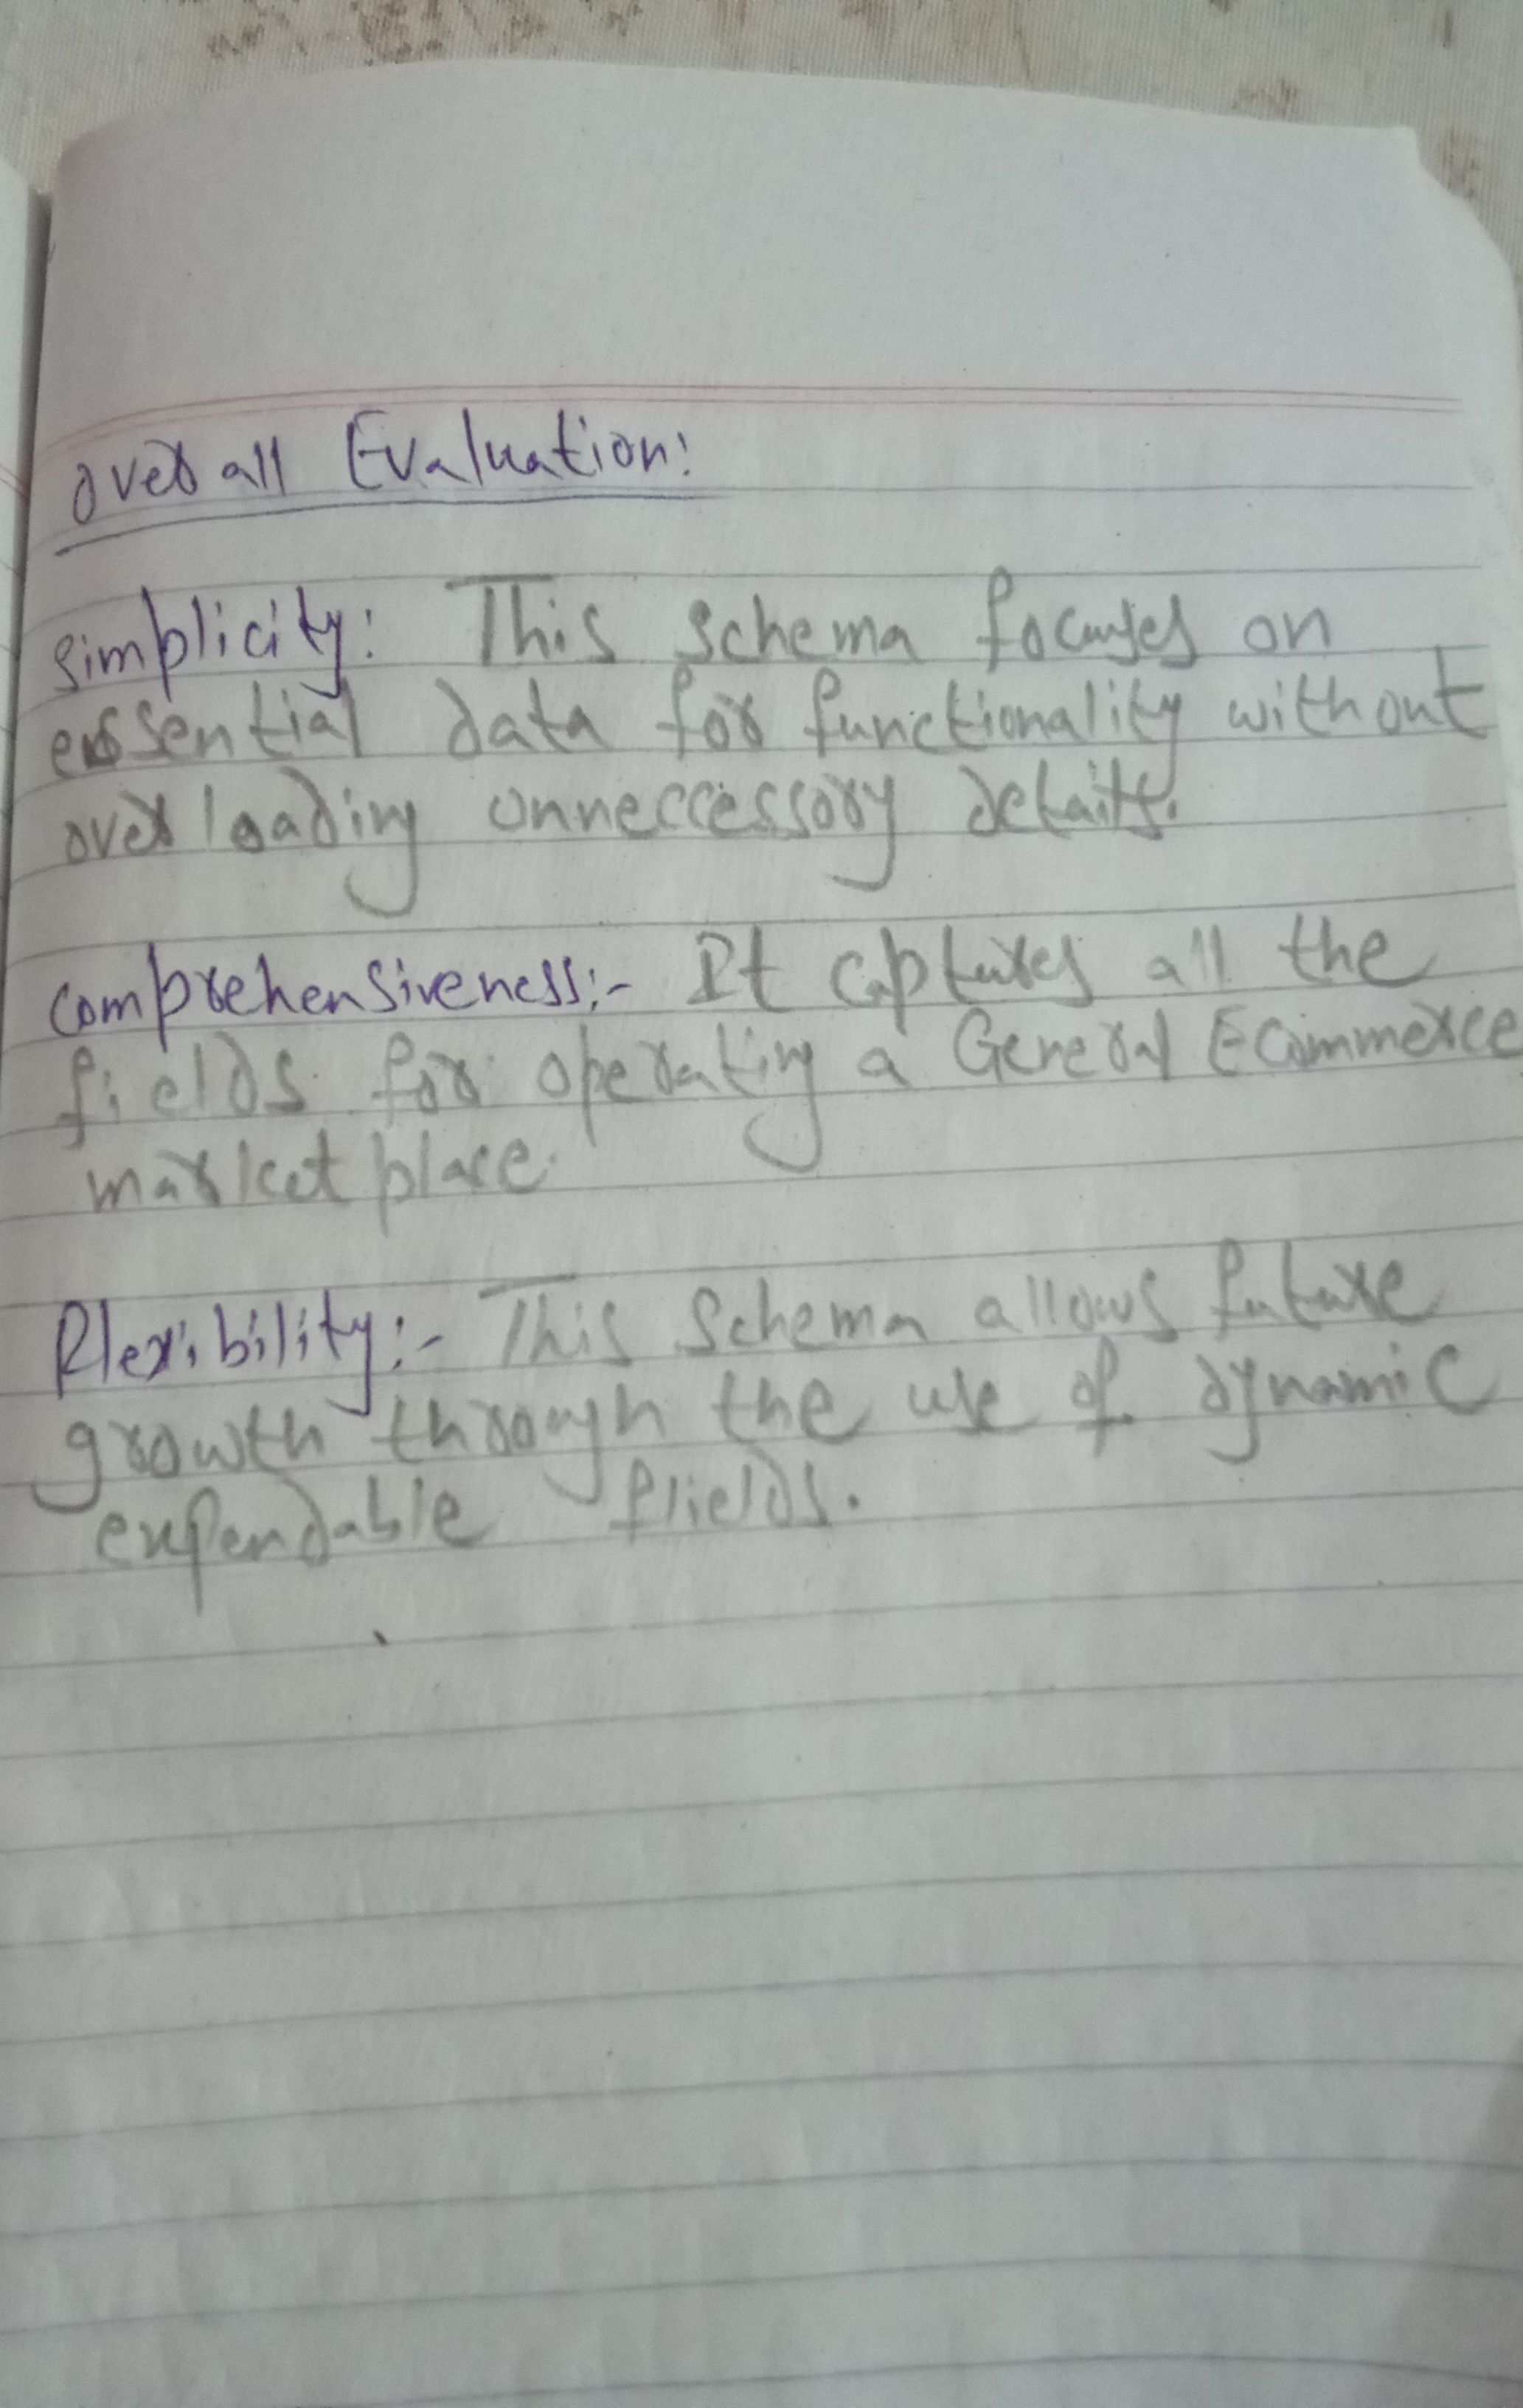 overall Evaluation:
simplicity: This schema focuses on
essential data for functionality without
overloading unneccessory details.
comprehensiveness:- It captures all the
fields for operating a General Ecommerce
market place.
Flexibility:- This Schema allows future
growth through the use of dynamic
expendable flields.